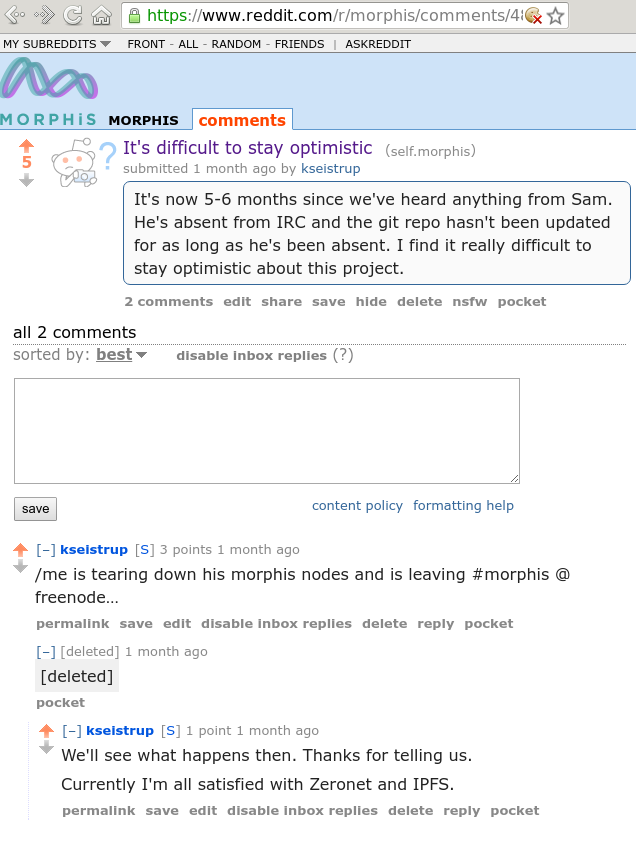 https://www.reddit.com/r/morphis/comments/48
MY SUBREDDITS FRONT - ALL - RANDOM - FRIENDS | ASKREDDIT
MORPHiS MORPHIS comments
5
?
It's difficult to stay optimistic (self.morphis)
submitted 1 month ago by kseistrup
It's now 5-6 months since we've heard anything from Sam.
He's absent from IRC and the git repo hasn't been updated
for as long as he's been absent. I find it really difficult to
stay optimistic about this project.
2 comments edit share save hide delete nsfw pocket
all 2 comments
sorted by: best disable inbox replies (?)
save content policy formatting help
[–] kseistrup [S] 3 points 1 month ago
/me is tearing down his morphis nodes and is leaving #morphis @
freenode...
permalink save edit disable inbox replies delete reply pocket
[–] [deleted] 1 month ago
[deleted]
pocket
[–] kseistrup [S] 1 point 1 month ago
We'll see what happens then. Thanks for telling us.
Currently I'm all satisfied with Zeronet and IPFS.
permalink save edit disable inbox replies delete reply pocket